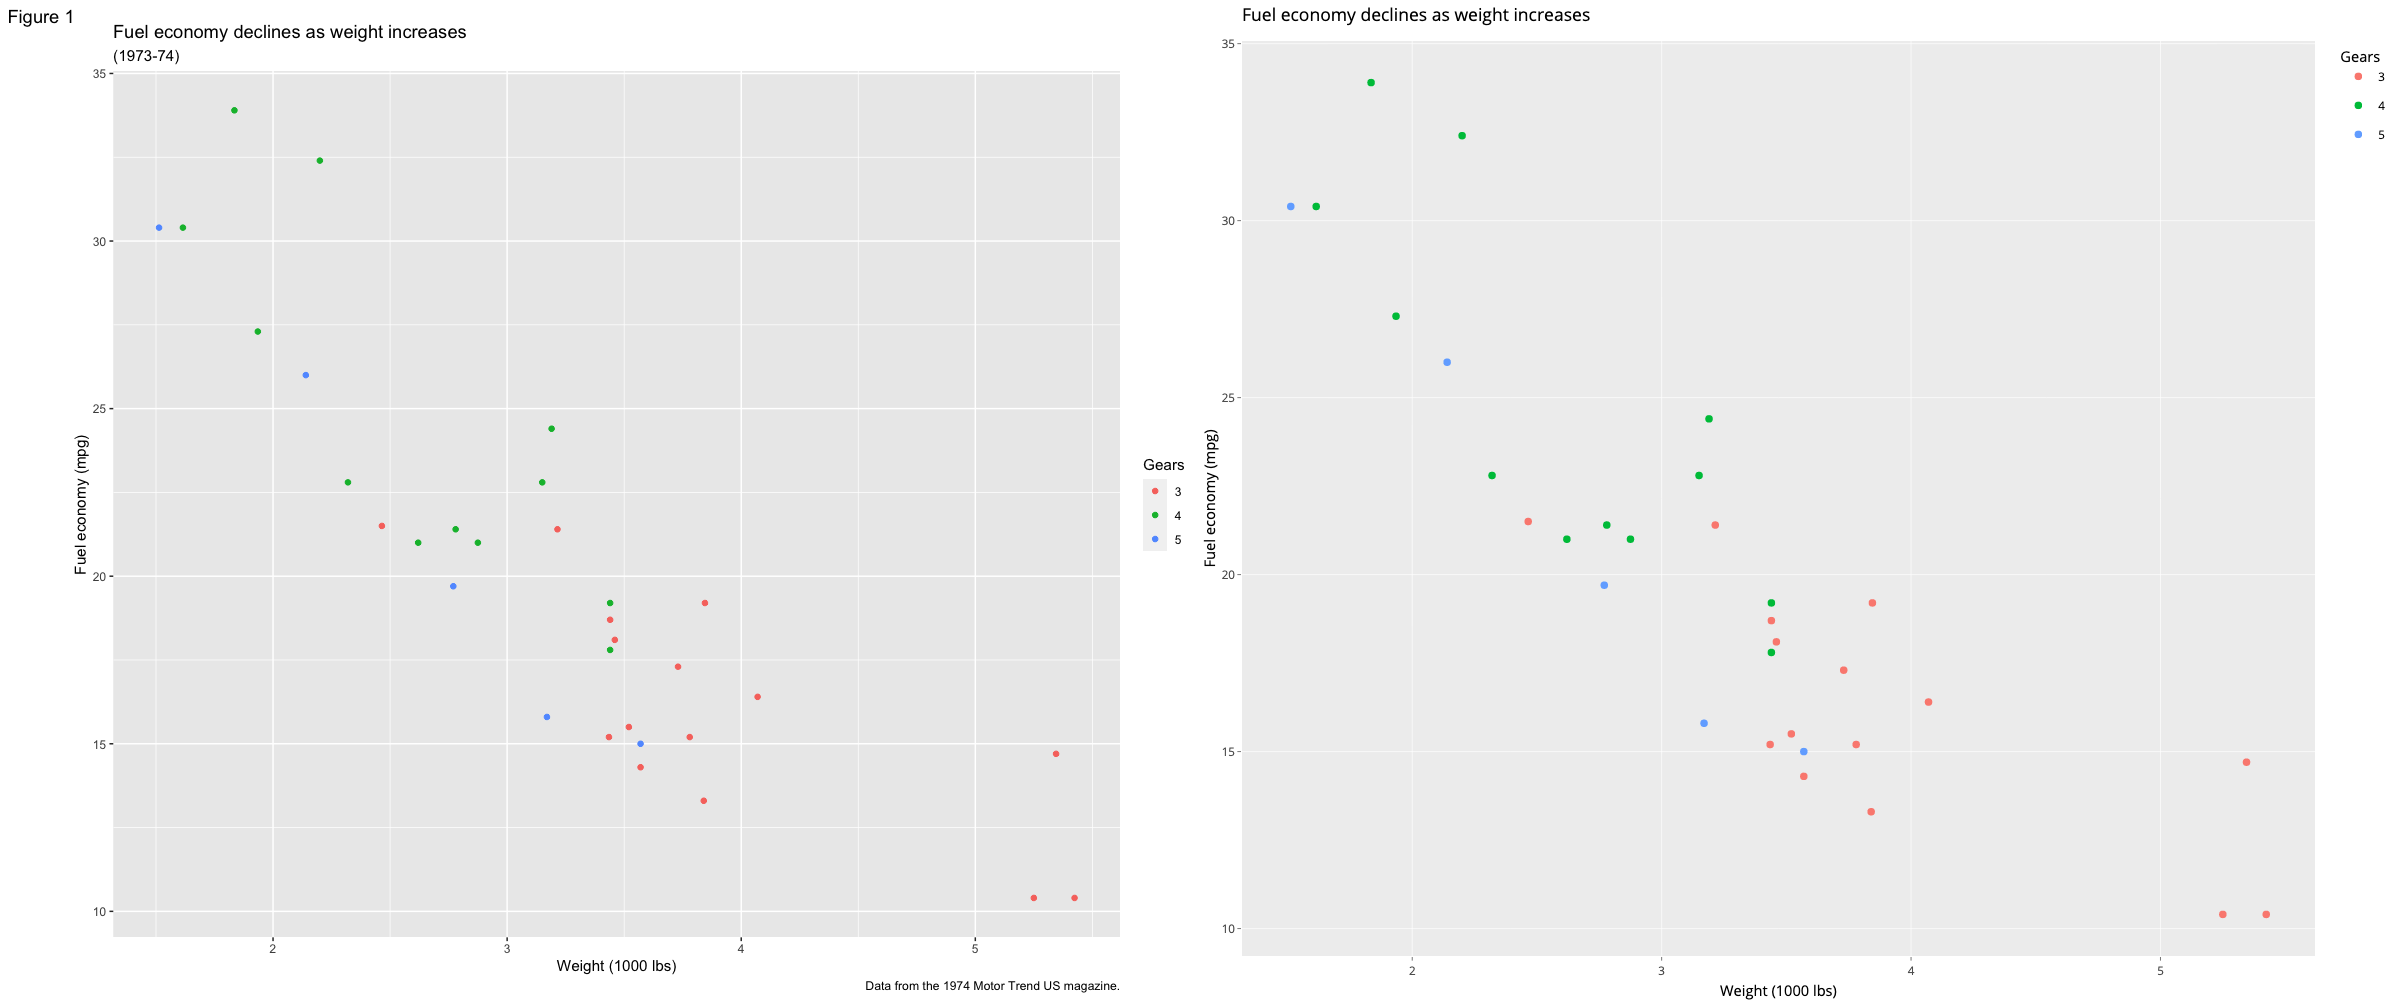 Figure 1
Fuel economy declines as weight increases
(1973-74)
35
30
25
20
15
10
Fuel economy (mpg)
2 3 4 5
Weight (1000 lbs)
Data from the 1974 Motor Trend US magazine.
Gears
3
4
5
Fuel economy declines as weight increases
35
30
25
20
15
10
Fuel economy (mpg)
2 3 4 5
Weight (1000 lbs)
Gears
3
4
5